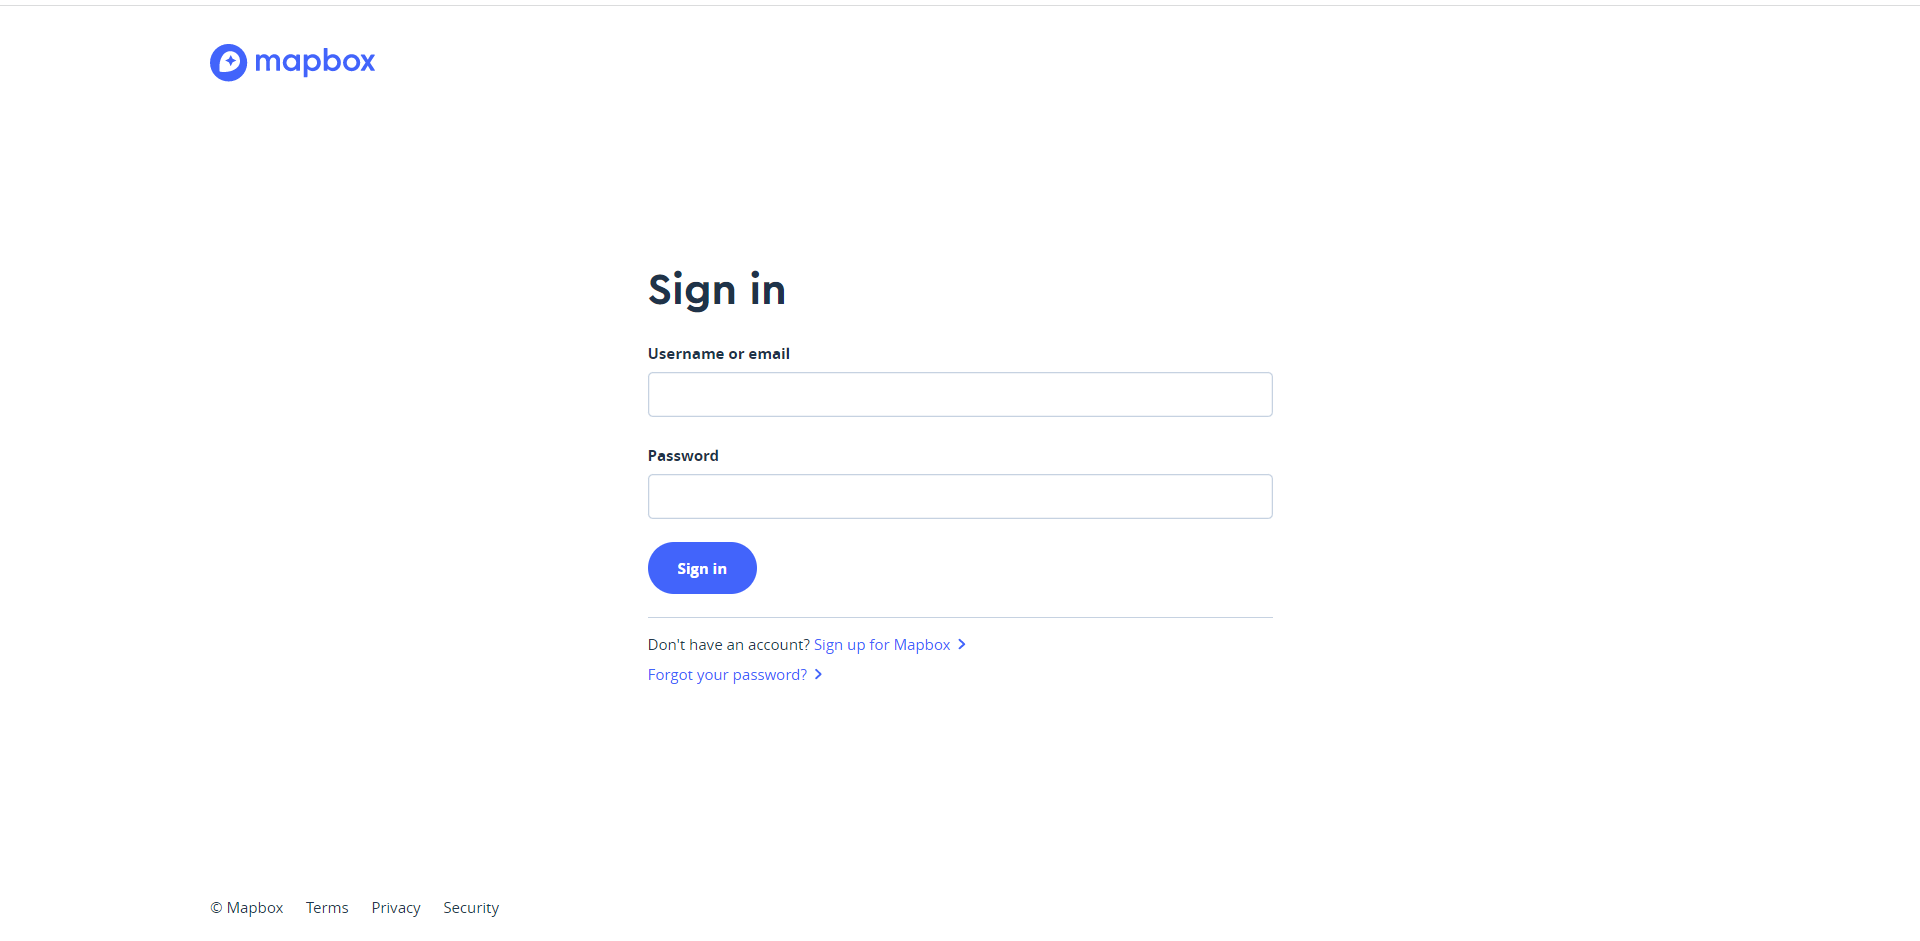 mapbox
Sign in
Username or email
Password
Sign in
Don't have an account? Sign up for Mapbox
Forgot your password?
© Mapbox Terms Privacy Security